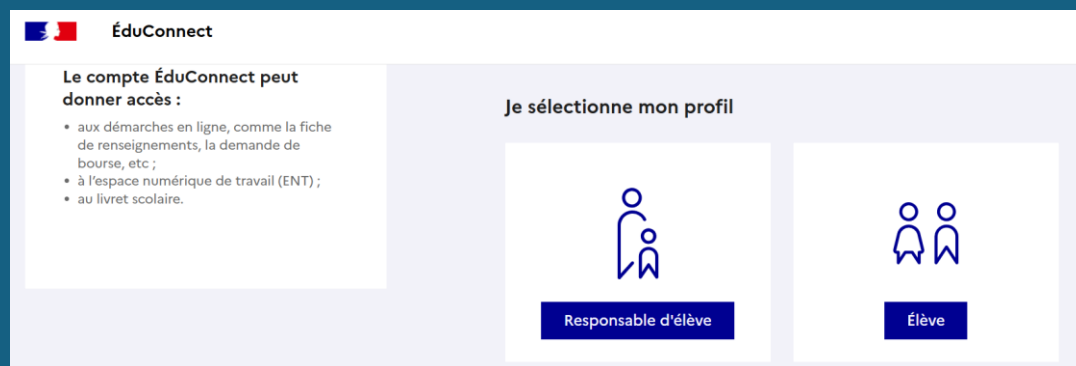 ÉduConnect
Le compte ÉduConnect peut
donner accès :
• aux démarches en ligne, comme la fiche
de renseignements, la demande de
bourse, etc ;
• à l'espace numérique de travail (ENT) ;
• au livret scolaire.
Je sélectionne mon profil
Responsable d'élève
Élève